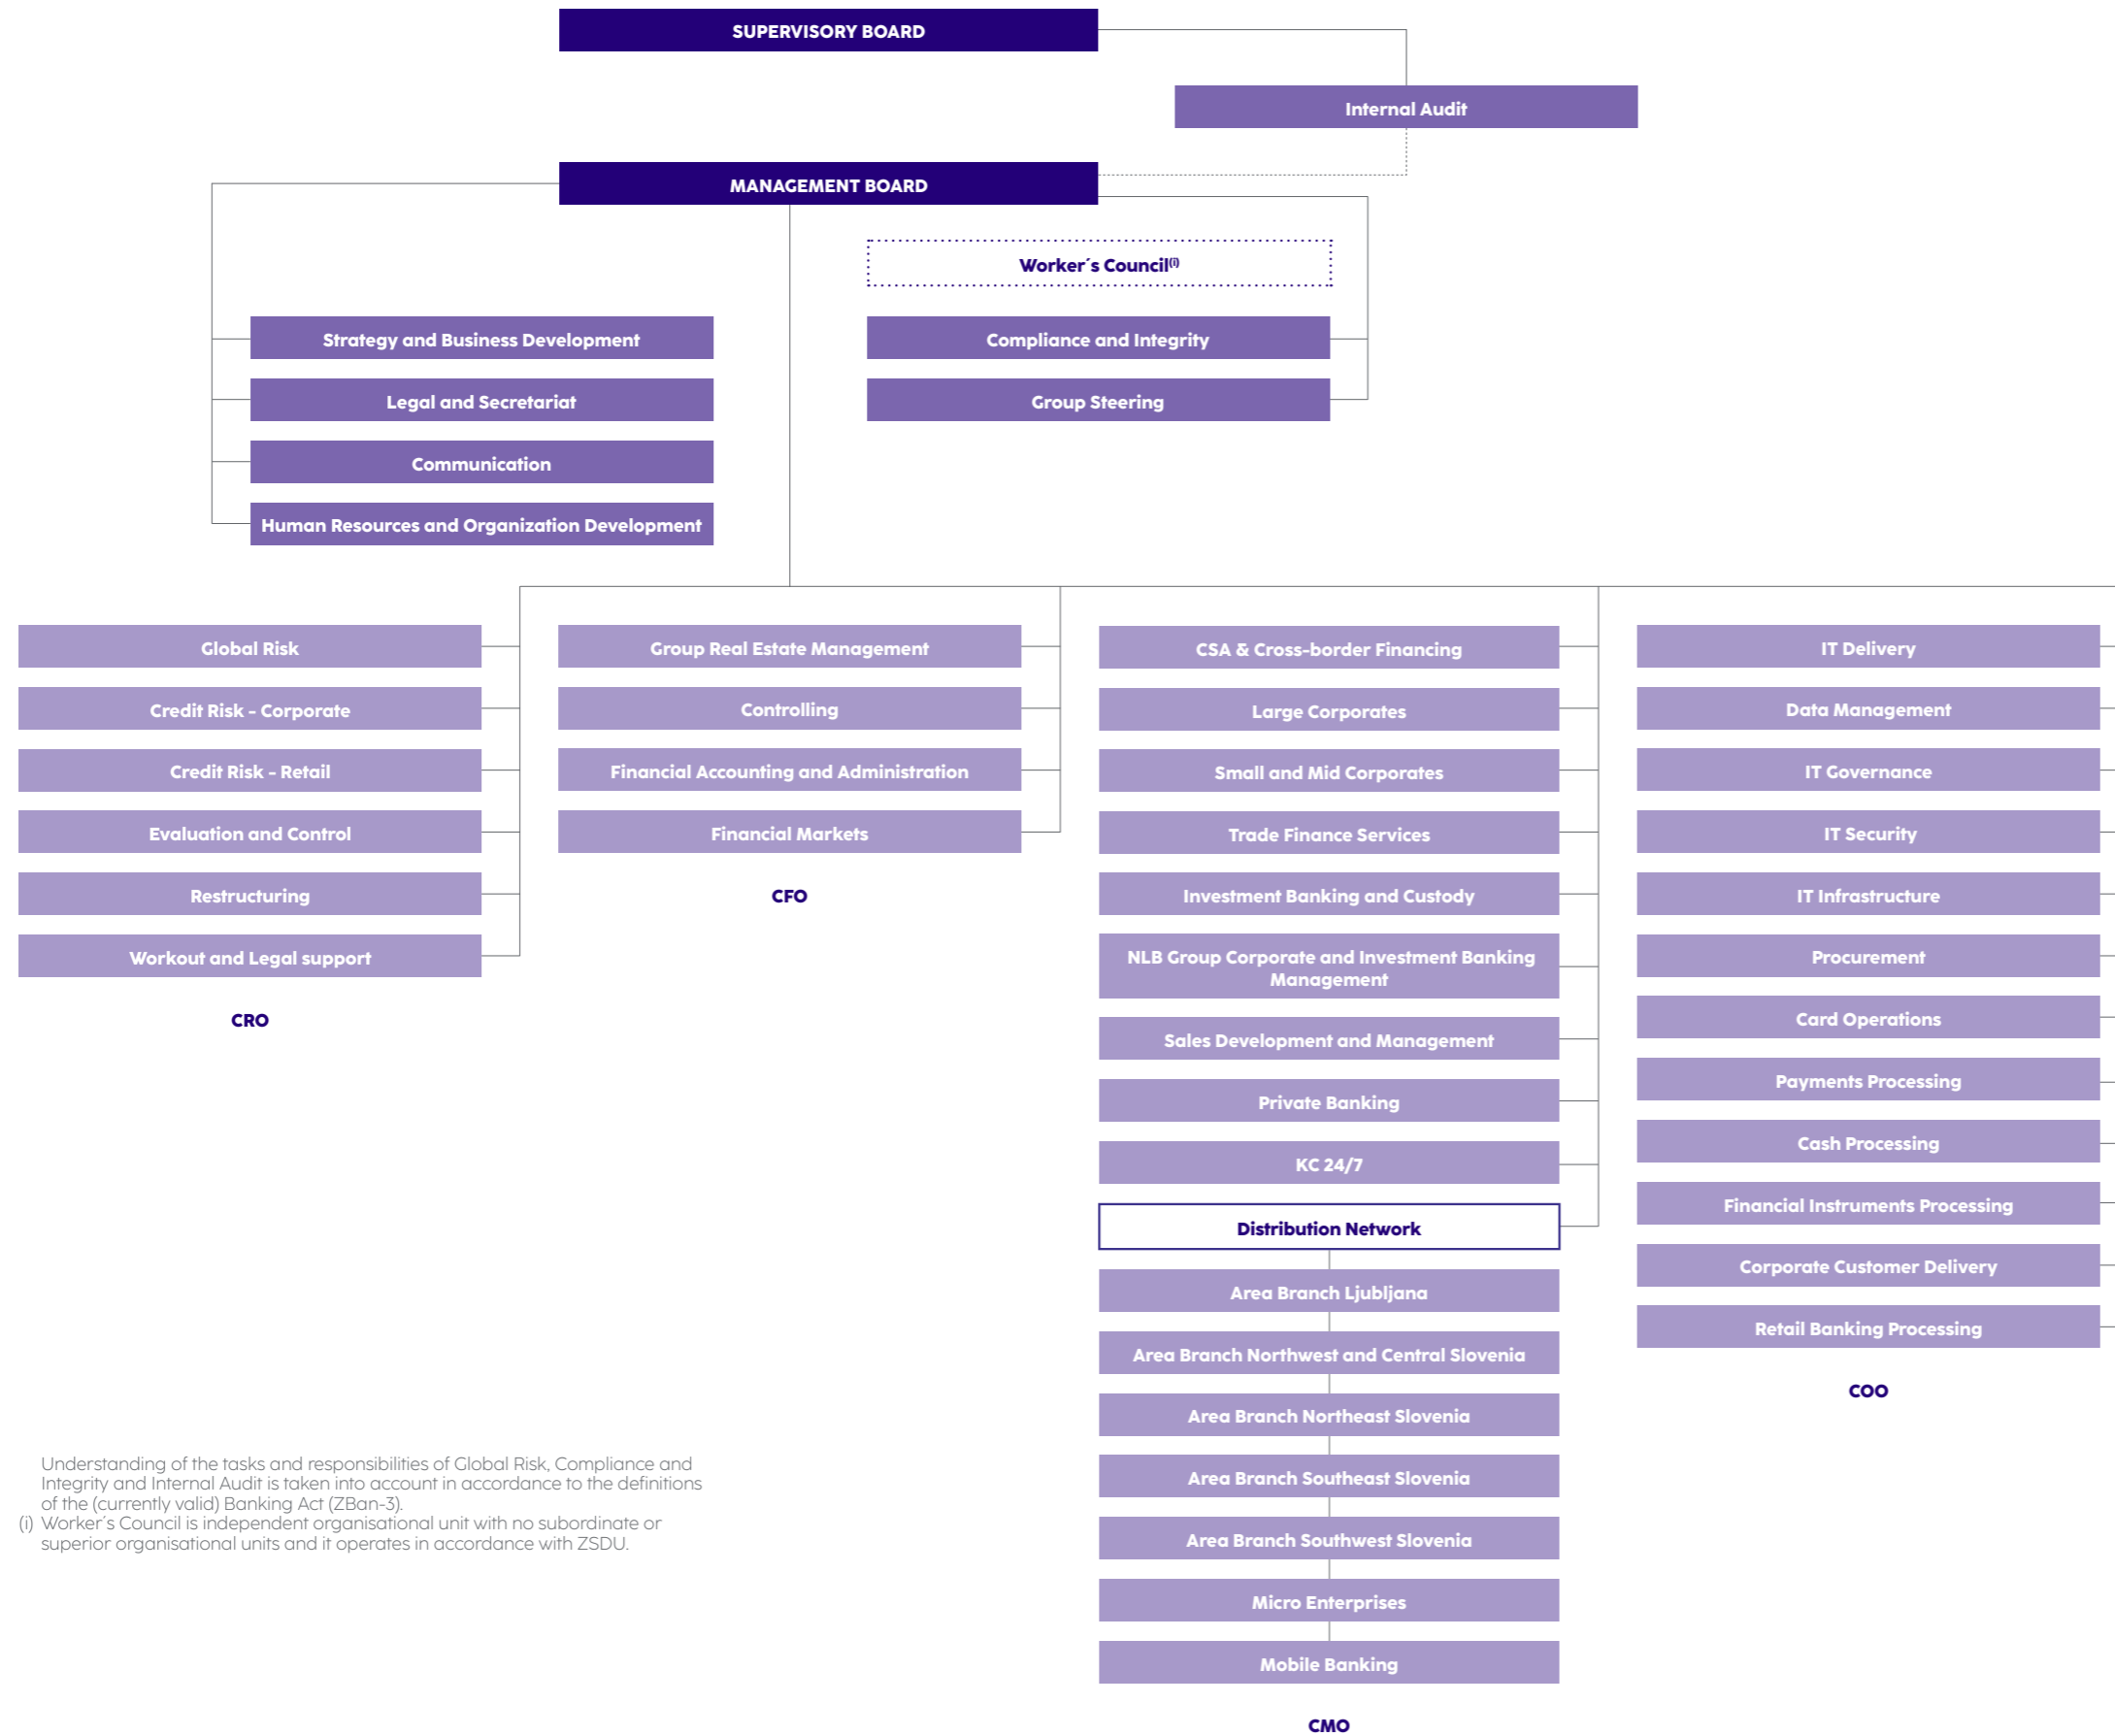 SUPERVISORY BOARD
Internal Audit
MANAGEMENT BOARD
Worker´s Council(i)
Strategy and Business Development
Legal and Secretariat
Communication
Human Resources and Organization Development
Compliance and Integrity
Group Steering
Global Risk
Credit Risk - Corporate
Credit Risk - Retail
Evaluation and Control
Restructuring
Workout and Legal support
CRO
Group Real Estate Management
Controlling
Financial Accounting and Administration
Financial Markets
CFO
CSA & Cross-border Financing
Large Corporates
Small and Mid Corporates
Trade Finance Services
Investment Banking and Custody
NLB Group Corporate and Investment Banking
Management
Sales Development and Management
Private Banking
KC 24/7
Distribution Network
Area Branch Ljubljana
Area Branch Northwest and Central Slovenia
Area Branch Northeast Slovenia
Area Branch Southeast Slovenia
Area Branch Southwest Slovenia
Micro Enterprises
Mobile Banking
CMO
IT Delivery
Data Management
IT Governance
IT Security
IT Infrastructure
Procurement
Card Operations
Payments Processing
Cash Processing
Financial Instruments Processing
Corporate Customer Delivery
Retail Banking Processing
COO
Understanding of the tasks and responsibilities of Global Risk, Compliance and
Integrity and Internal Audit is taken into account in accordance to the definitions
of the (currently valid) Banking Act (ZBan-3).
(i) Worker´s Council is independent organisational unit with no subordinate or
superior organisational units and it operates in accordance with ZSDU.